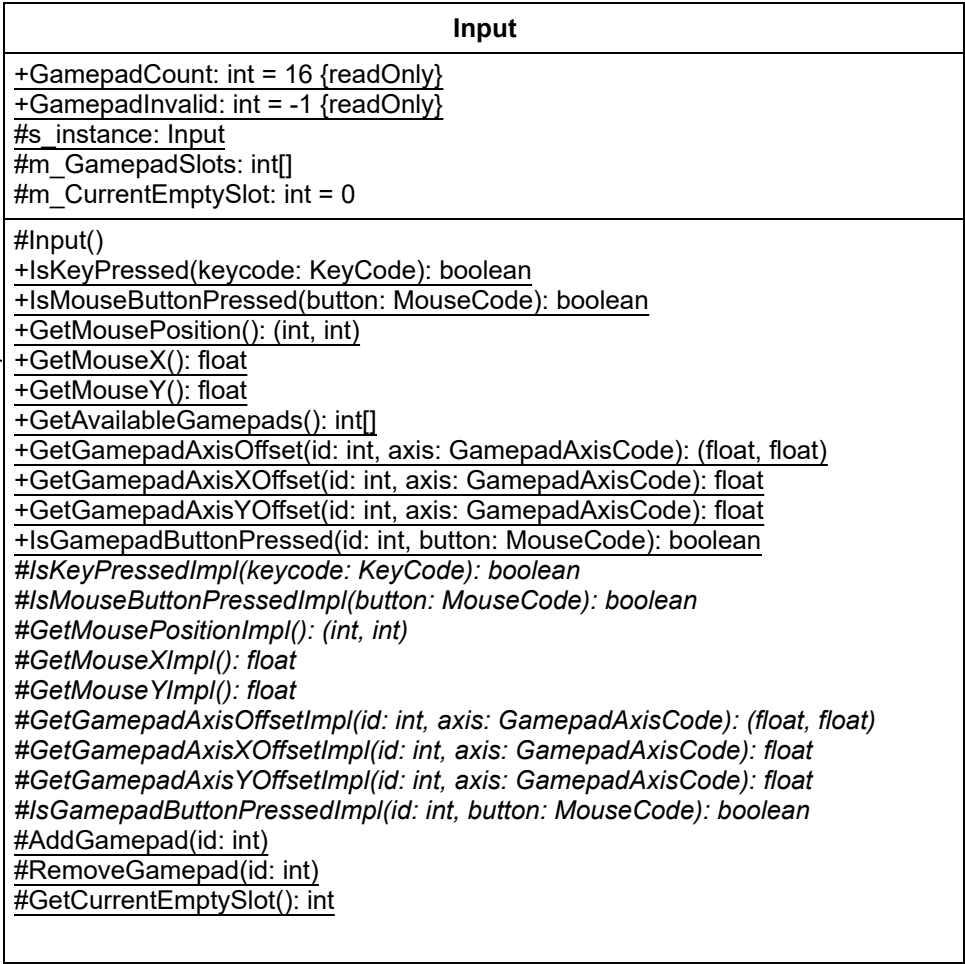 Input
+GamepadCount: int = 16 {readOnly}
+GamepadInvalid: int = -1 {readOnly}
#s_instance: Input
#m_GamepadSlots: int[]
#m_CurrentEmptySlot: int = 0
#Input()
+IsKeyPressed(keycode: KeyCode): boolean
+IsMouseButtonPressed(button: MouseCode): boolean
+GetMousePosition(): (int, int)
+GetMouseX(): float
+GetMouseY(): float
+GetAvailableGamepads(): int[]
+GetGamepadAxisOffset(id: int, axis: GamepadAxisCode): (float, float)
+GetGamepadAxisXOffset(id: int, axis: GamepadAxisCode): float
+GetGamepadAxisYOffset(id: int, axis: GamepadAxisCode): float
+IsGamepadButtonPressed(id: int, button: MouseCode): boolean
#IsKeyPressedImpl(keycode: KeyCode): boolean
#IsMouseButtonPressedImpl(button: MouseCode): boolean
#GetMousePositionImpl(): (int, int)
#GetMouseXImpl(): float
#GetMouseYImpl(): float
#GetGamepadAxisOffsetImpl(id: int, axis: GamepadAxisCode): (float, float)
#GetGamepadAxisXOffsetImpl(id: int, axis: GamepadAxisCode): float
#GetGamepadAxisYOffsetImpl(id: int, axis: GamepadAxisCode): float
#IsGamepadButtonPressedImpl(id: int, button: MouseCode): boolean
#AddGamepad(id: int)
#RemoveGamepad(id: int)
#GetCurrentEmptySlot(): int